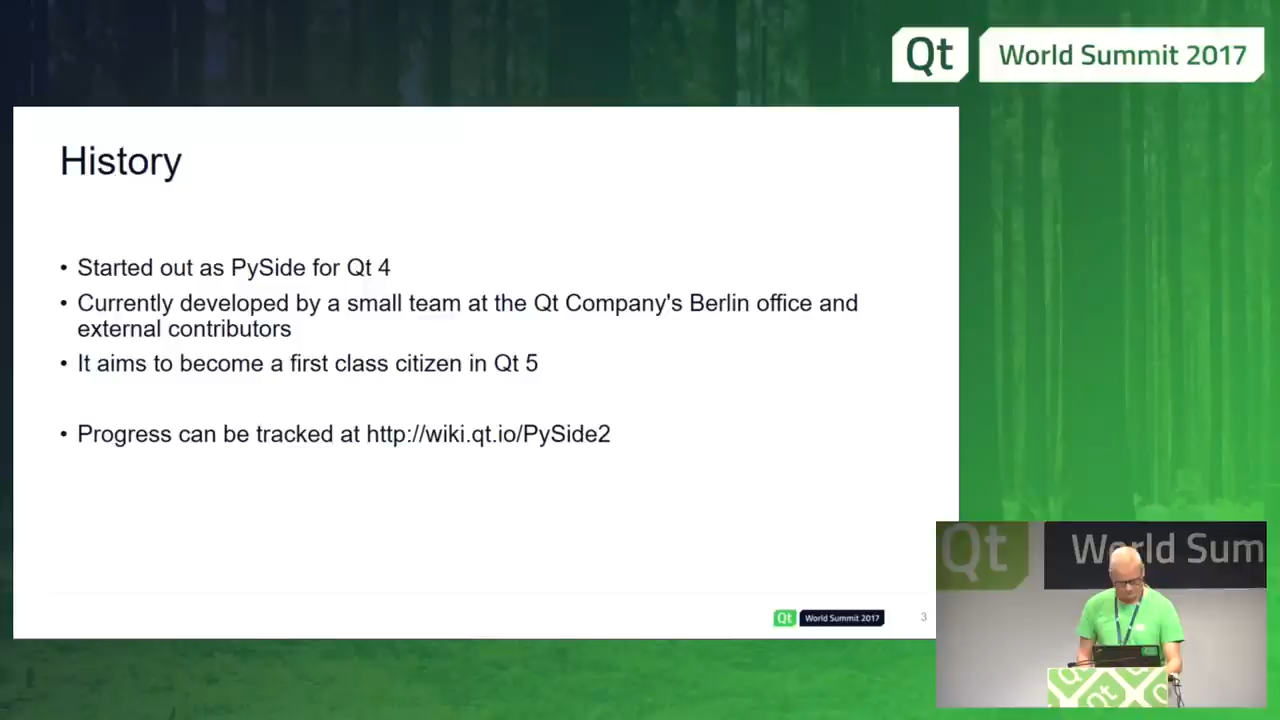 Qt World Summit 2017
History
• Started out as PySide for Qt 4
• Currently developed by a small team at the Qt Company's Berlin office and
external contributors
• It aims to become a first class citizen in Qt 5
• Progress can be tracked at http://wiki.qt.io/PySide2
Qt World Summit 2017
3
Qt World Sum
Qt
Qt